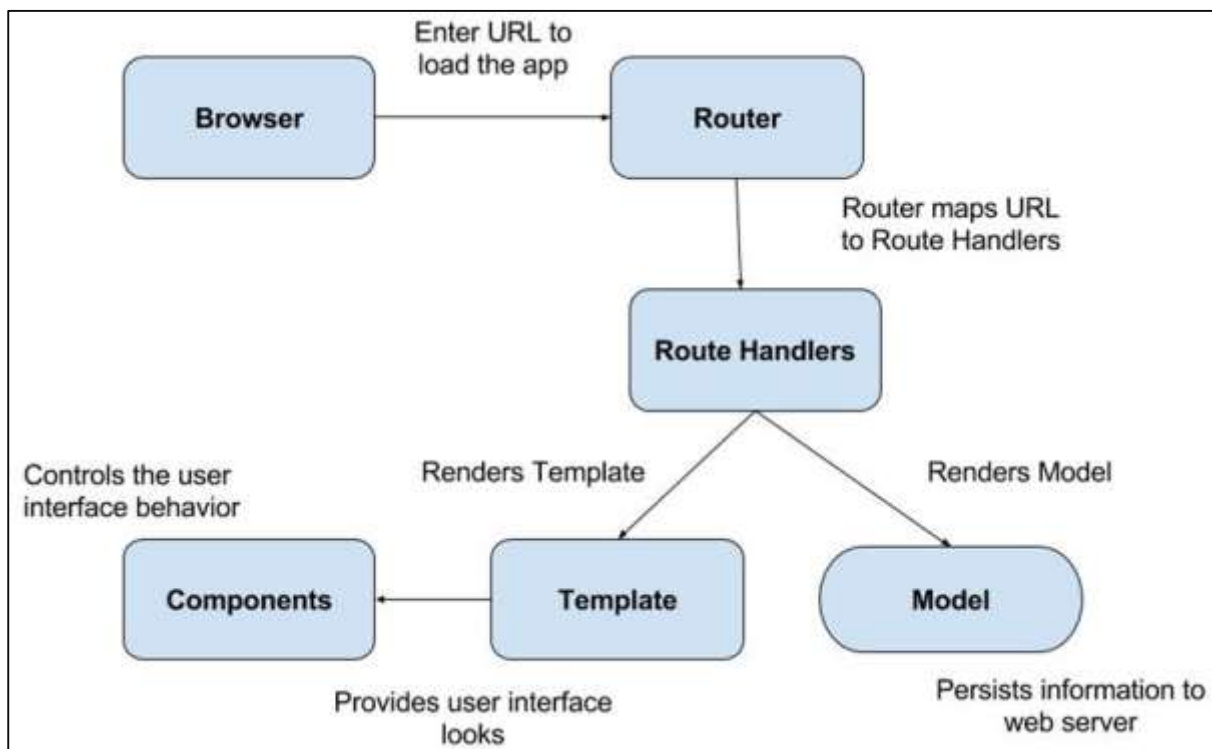 Enter URL to
load the app
Browser
Router
Router maps URL
to Route Handlers
Route Handlers
Renders Template
Renders Model
Controls the user
interface behavior
Components
Template
Model
Provides user interface
looks
Persists information to
web server